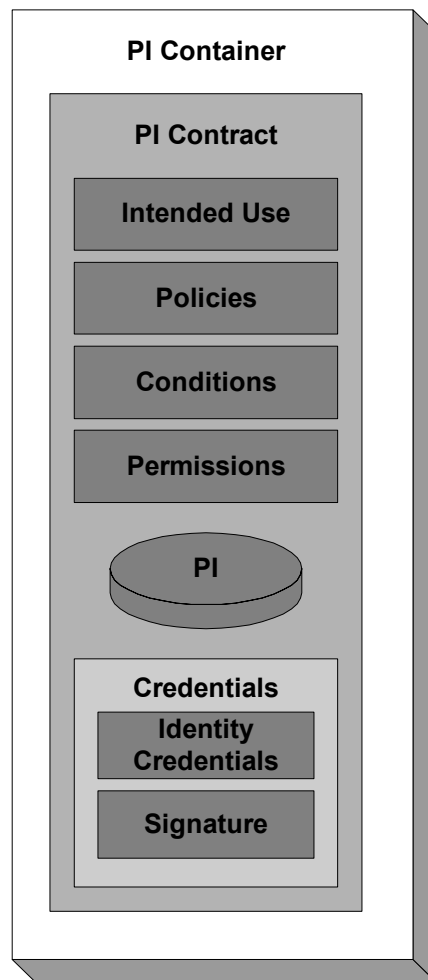 PI Container
PI Contract
Intended Use
Policies
Conditions
Permissions
PI
Credentials
Identity
Credentials
Signature